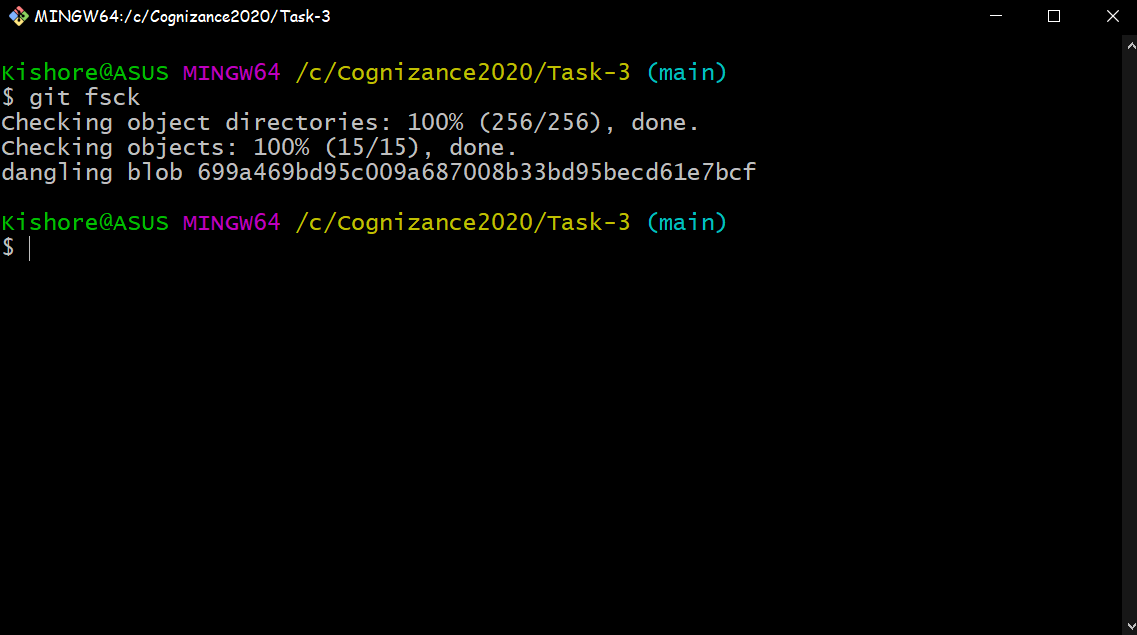 MINGW64:/c/Cognizance2020/Task-3
Kishore@ASUS MINGW64 /c/Cognizance2020/Task-3 (main)
$ git fsck
Checking object directories: 100% (256/256), done.
Checking objects: 100% (15/15), done.
dangling blob 699a469bd95c009a687008b33bd95becd61e7bcf
Kishore@ASUS MINGW64 /c/Cognizance2020/Task-3 (main)
$